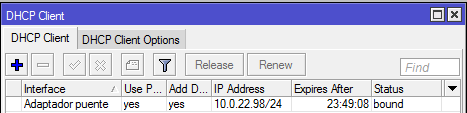 DHCP Client
DHCP Client DHCP Client Options
Release Renew Find
Interface Use P... Add D... IP Address Expires After Status
Adaptador puente yes yes 10.0.22.98/24 23:49:08 bound